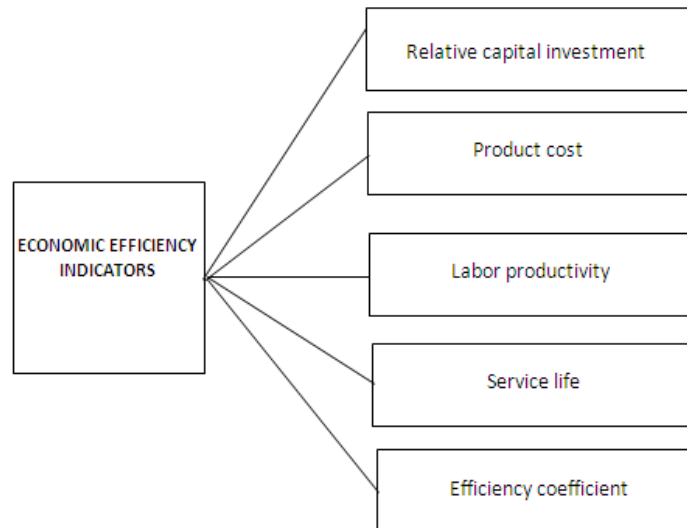 Relative capital investment
Product cost
ECONOMIC EFFICIENCY
INDICATORS
Labor productivity
Service life
Efficiency coefficient